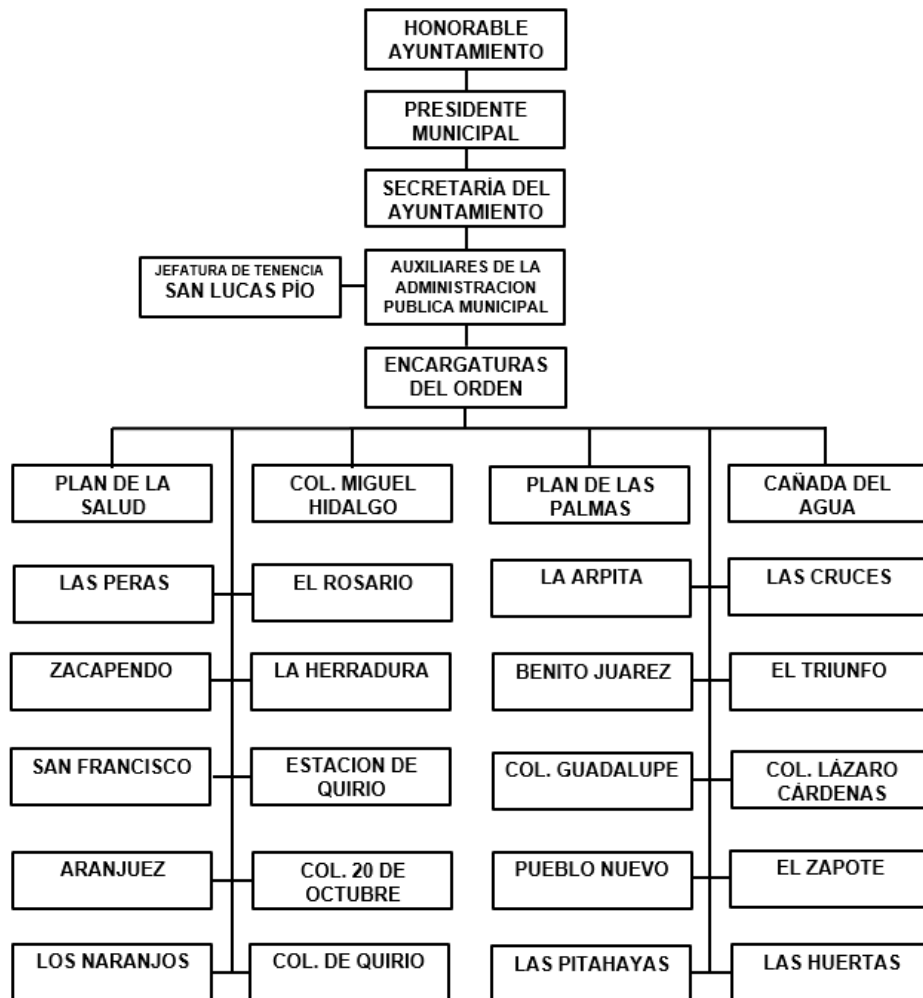 HONORABLE
AYUNTAMIENTO
PRESIDENTE
MUNICIPAL
SECRETARÍA DEL
AYUNTAMIENTO
JEFATURA DE TENENCIA
SAN LUCAS PÍO
AUXILIARES DE LA
ADMINISTRACION
PUBLICA MUNICIPAL
ENCARGATURAS
DEL ORDEN
PLAN DE LA
SALUD
COL. MIGUEL
HIDALGO
PLAN DE LAS
PALMAS
CAÑADA DEL
AGUA
LAS PERAS
EL ROSARIO
LA ARPITA
LAS CRUCES
ZACAPENDO
LA HERRADURA
BENITO JUAREZ
EL TRIUNFO
SAN FRANCISCO
ESTACION DE
QUIRIO
COL. GUADALUPE
COL. LÁZARO
CÁRDENAS
ARANJUEZ
COL. 20 DE
OCTUBRE
PUEBLO NUEVO
EL ZAPOTE
LOS NARANJOS
COL. DE QUIRIO
LAS PITAHAYAS
LAS HUERTAS